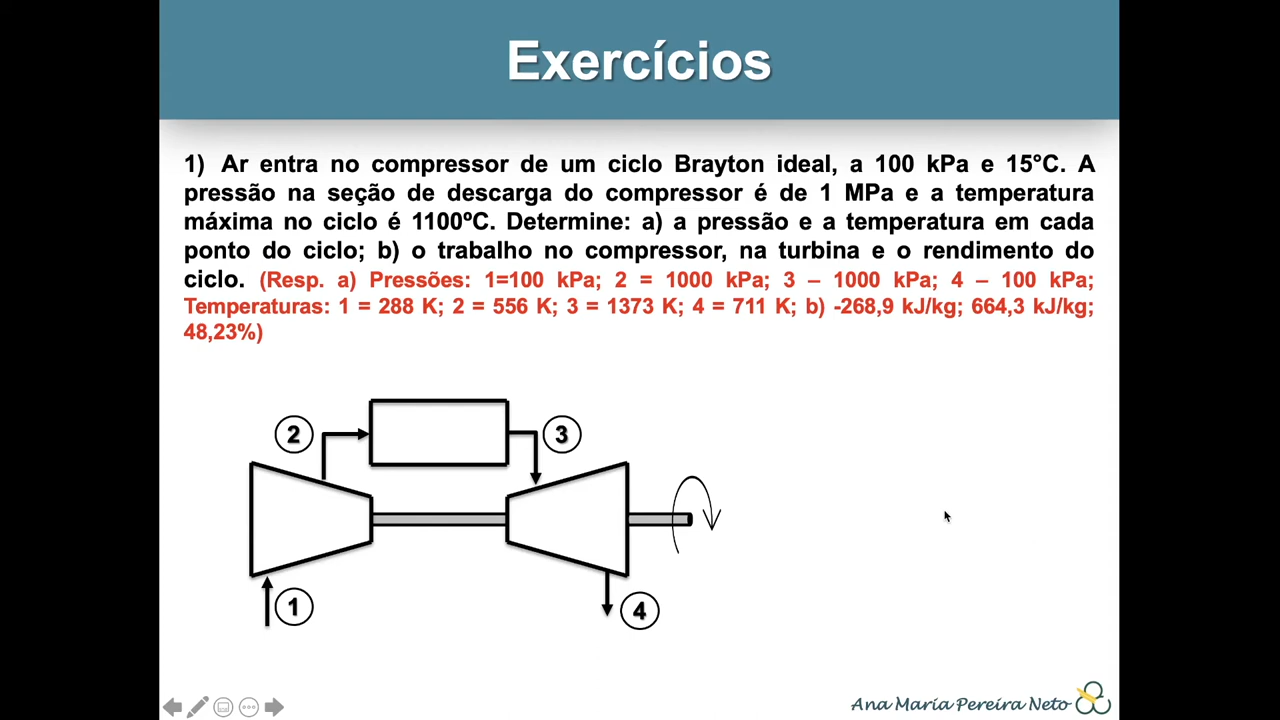 Exercícios
1) Ar entra no compressor de um ciclo Brayton ideal, a 100 kPa e 15°C. A
pressão na seção de descarga do compressor é de 1 MPa e a temperatura
máxima no ciclo é 1100ºC. Determine: a) a pressão e a temperatura em cada
ponto do ciclo; b) o trabalho no compressor, na turbina e o rendimento do
ciclo. (Resp. a) Pressões: 1=100 kPa; 2 = 1000 kPa; 3 – 1000 kPa; 4 – 100 kPa;
Temperaturas: 1 = 288 K; 2 = 556 K; 3 = 1373 K; 4 = 711 K; b) -268,9 kJ/kg; 664,3 kJ/kg;
48,23%)
2
3
1
4
Ana Maria Pereira Neto